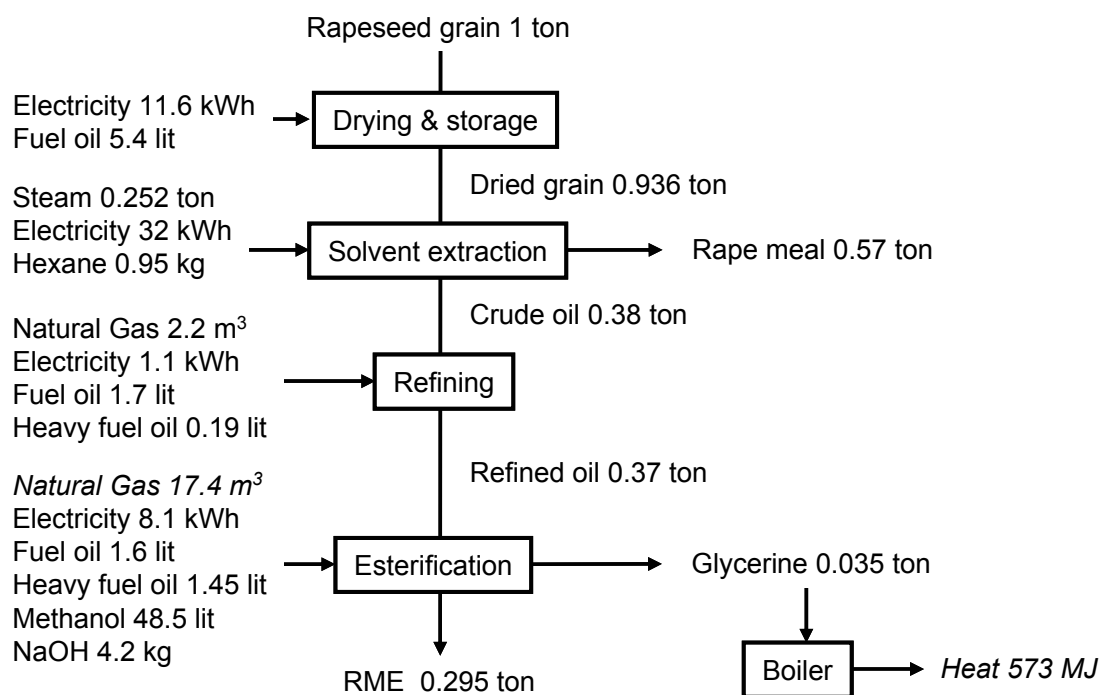 Rapeseed grain 1 ton
Electricity 11.6 kWh
Fuel oil 5.4 lit
Drying & storage
Dried grain 0.936 ton
Steam 0.252 ton
Electricity 32 kWh
Hexane 0.95 kg
Solvent extraction
Rape meal 0.57 ton
Crude oil 0.38 ton
Natural Gas 2.2 m³
Electricity 1.1 kWh
Fuel oil 1.7 lit
Heavy fuel oil 0.19 lit
Refining
Refined oil 0.37 ton
Natural Gas 17.4 m³
Electricity 8.1 kWh
Fuel oil 1.6 lit
Heavy fuel oil 1.45 lit
Methanol 48.5 lit
NaOH 4.2 kg
Esterification
Glycerine 0.035 ton
RME 0.295 ton
Boiler
Heat 573 MJ